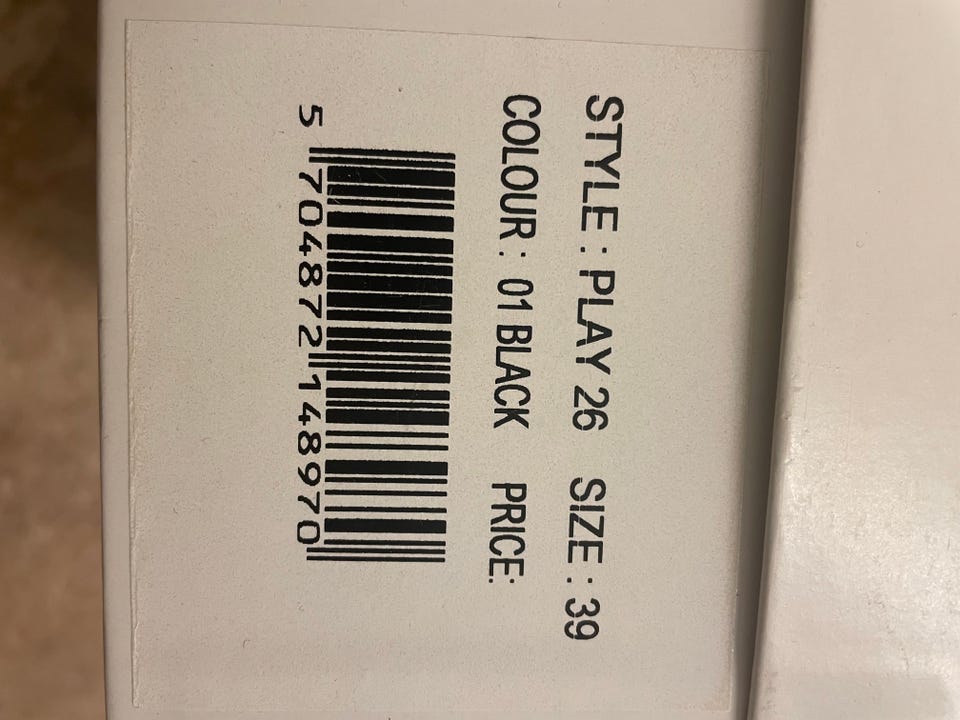 STYLE : PLAY 26 SIZE : 39
COLOUR : 01 BLACK PRICE:
5 704872 148970